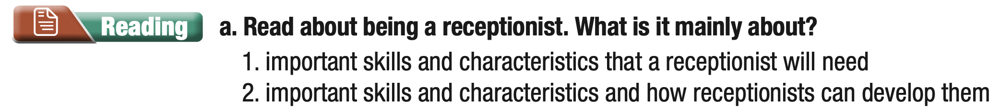 Reading a. Read about being a receptionist. What is it mainly about?
1. important skills and characteristics that a receptionist will need
2. important skills and characteristics and how receptionists can develop them